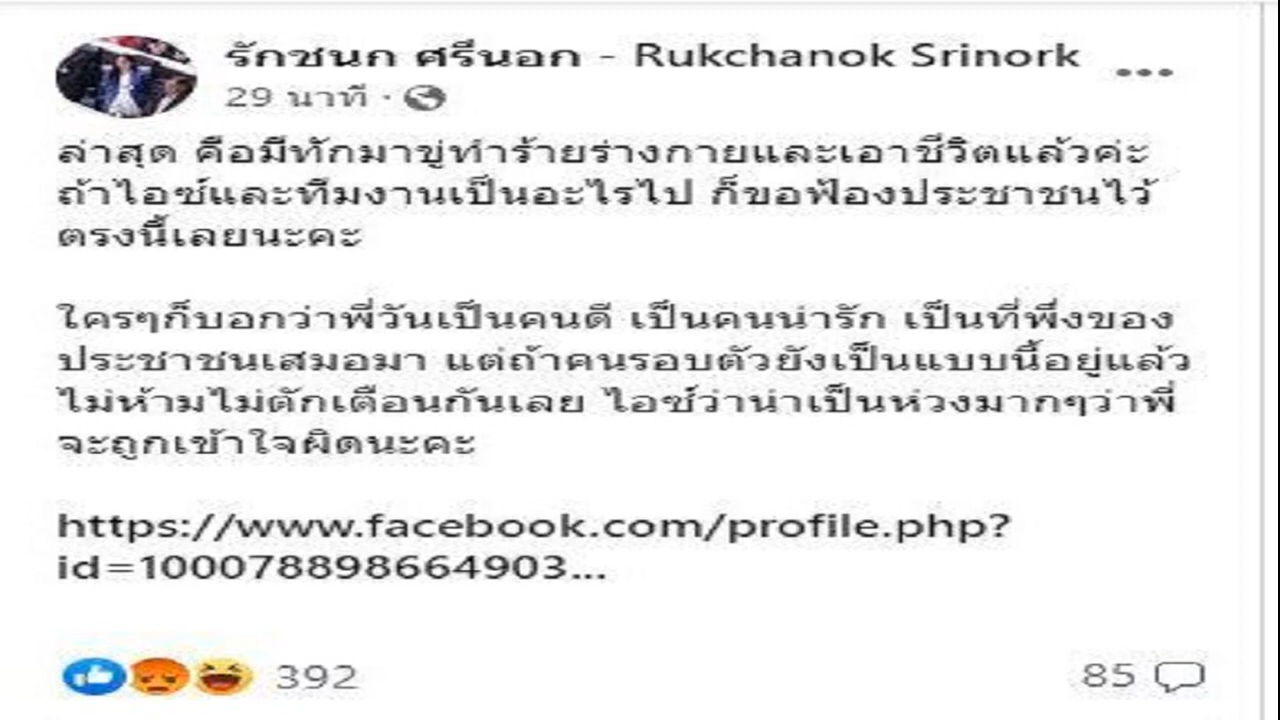 รักชนก ศรีนอก - Rukchanok Srinork
29 นาที ·
ล่าสุด คือมีทักมาขู่ทำร้ายร่างกายและเอาชีวิตแล้วค่ะ
ถ้าไอซ์และทีมงานเป็นอะไรไป ก็ขอฟ้องประชาชนไว้
ตรงนี้เลยนะคะ
ใครๆก็บอกว่าพี่วันเป็นคนดี เป็นคนน่ารัก เป็นที่พึ่งของ
ประชาชนเสมอมา แต่ถ้าคนรอบตัวยังเป็นแบบนี้อยู่แล้ว
ไม่ห้ามไม่ตักเตือนกันเลย ไอซ์ว่าน่าเป็นห่วงมากๆว่าพี่
จะถูกเข้าใจผิดนะคะ
https://www.facebook.com/profile.php?
id=100078898664903...
392
85